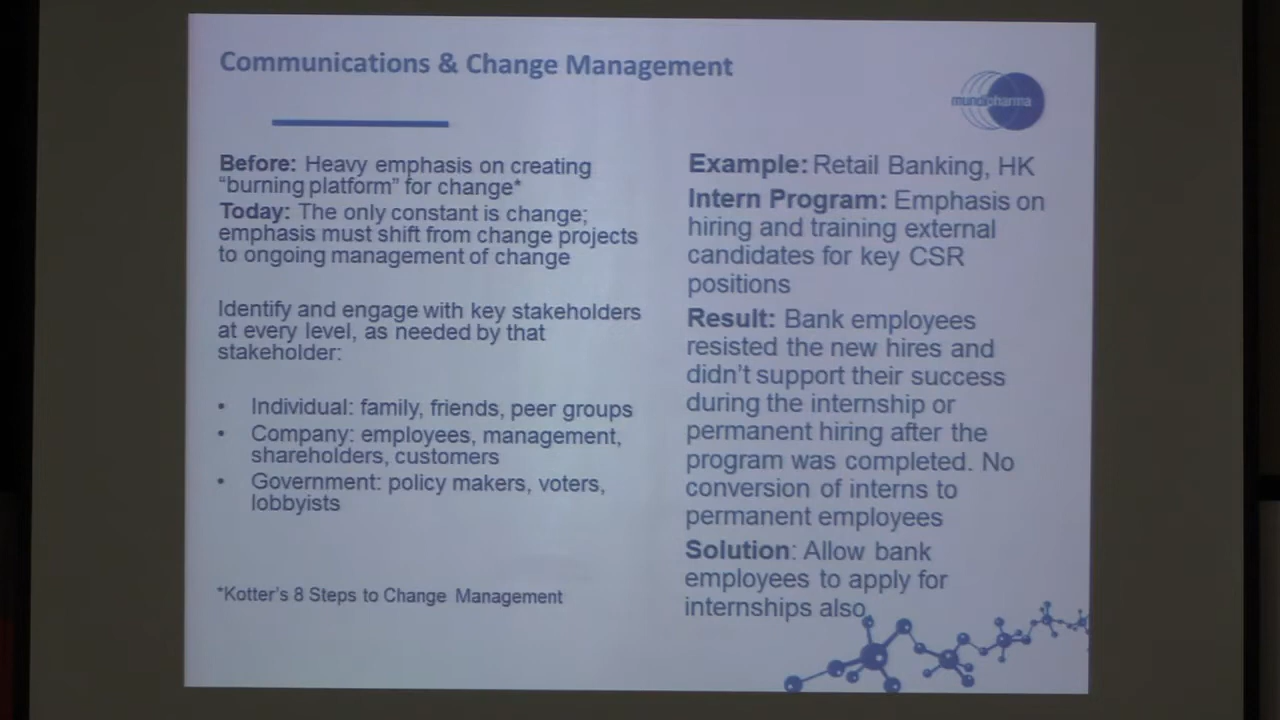 Communications & Change Management
mundipharma
Before: Heavy emphasis on creating
“burning platform” for change*
Today: The only constant is change;
emphasis must shift from change projects
to ongoing management of change
Identify and engage with key stakeholders
at every level, as needed by that
stakeholder:
• Individual: family, friends, peer groups
• Company: employees, management,
shareholders, customers
• Government: policy makers, voters,
lobbyists
*Kotter’s 8 Steps to Change Management
Example: Retail Banking, HK
Intern Program: Emphasis on
hiring and training external
candidates for key CSR
positions
Result: Bank employees
resisted the new hires and
didn’t support their success
during the internship or
permanent hiring after the
program was completed. No
conversion of interns to
permanent employees
Solution: Allow bank
employees to apply for
internships also.